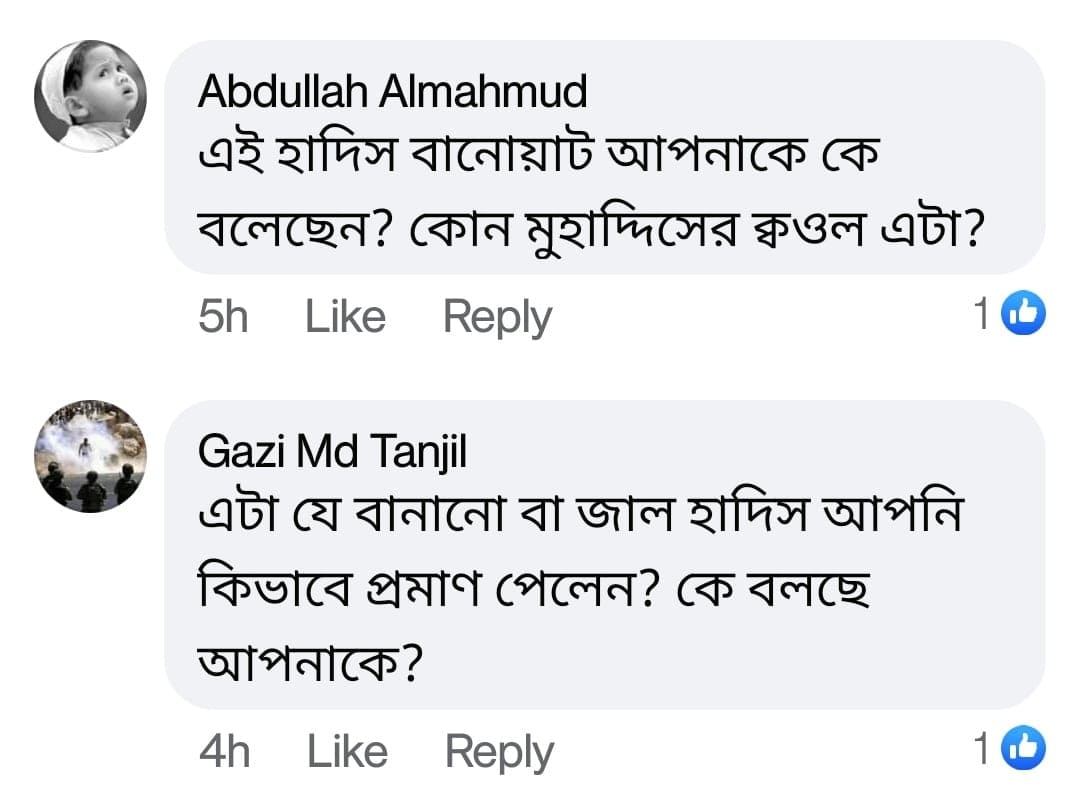 Abdullah Almahmud
এই হাদিস বানোয়াট আপনাকে কে
বলেছেন? কোন মুহাদ্দিসের ক্বওল এটা?
5h Like Reply 1
Gazi Md Tanjil
এটা যে বানানো বা জাল হাদিস আপনি
কিভাবে প্রমাণ পেলেন? কে বলছে
আপনাকে?
4h Like Reply 1